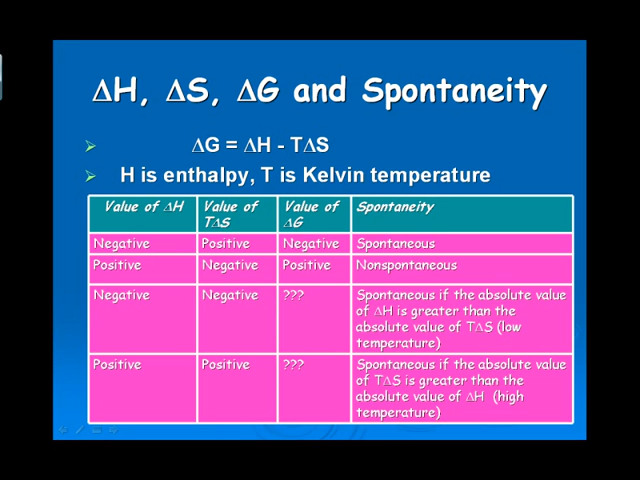 ∆H, ∆S, ∆G and Spontaneity
∆G = ∆H - T∆S
H is enthalpy, T is Kelvin temperature
Value of ∆H
Value of
T∆S
Value of
∆G
Spontaneity
Negative
Positive
Negative
Spontaneous
Positive
Negative
Positive
Nonspontaneous
Negative
Negative
???
Spontaneous if the absolute value
of ∆H is greater than the
absolute value of T∆S (low
temperature)
Positive
Positive
???
Spontaneous if the absolute value
of T∆S is greater than the
absolute value of ∆H (high
temperature)